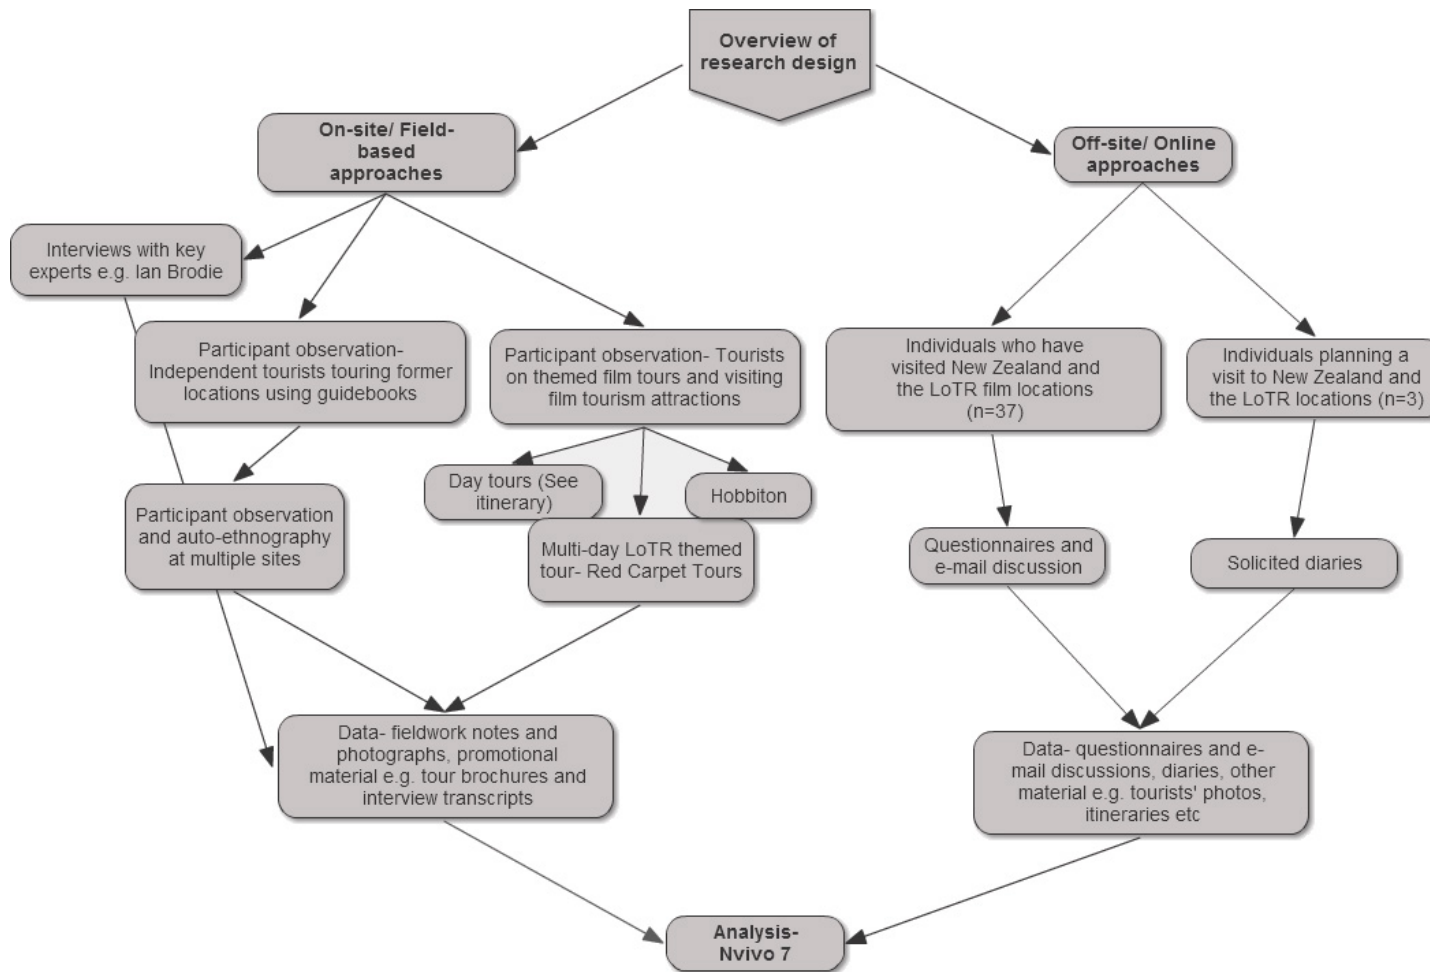 Overview of
research design
On-site/ Field-
based
approaches
Off-site/ Online
approaches
Interviews with key
experts e.g. Ian Brodie
Participant observation-
Independent tourists touring former
locations using guidebooks
Participant observation- Tourists
on themed film tours and visiting
film tourism attractions
Individuals who have
visited New Zealand and
the LoTR film locations
(n=37)
Individuals planning a
visit to New Zealand and
the LoTR locations (n=3)
Day tours (See
itinerary)
Hobbiton
Participant observation
and auto-ethnography
at multiple sites
Multi-day LoTR themed
tour- Red Carpet Tours
Questionnaires and
e-mail discussion
Solicited diaries
Data- fieldwork notes and
photographs, promotional
material e.g. tour brochures and
interview transcripts
Data- questionnaires and e-
mail discussions, diaries, other
material e.g. tourists' photos,
itineraries etc
Analysis-
Nvivo 7